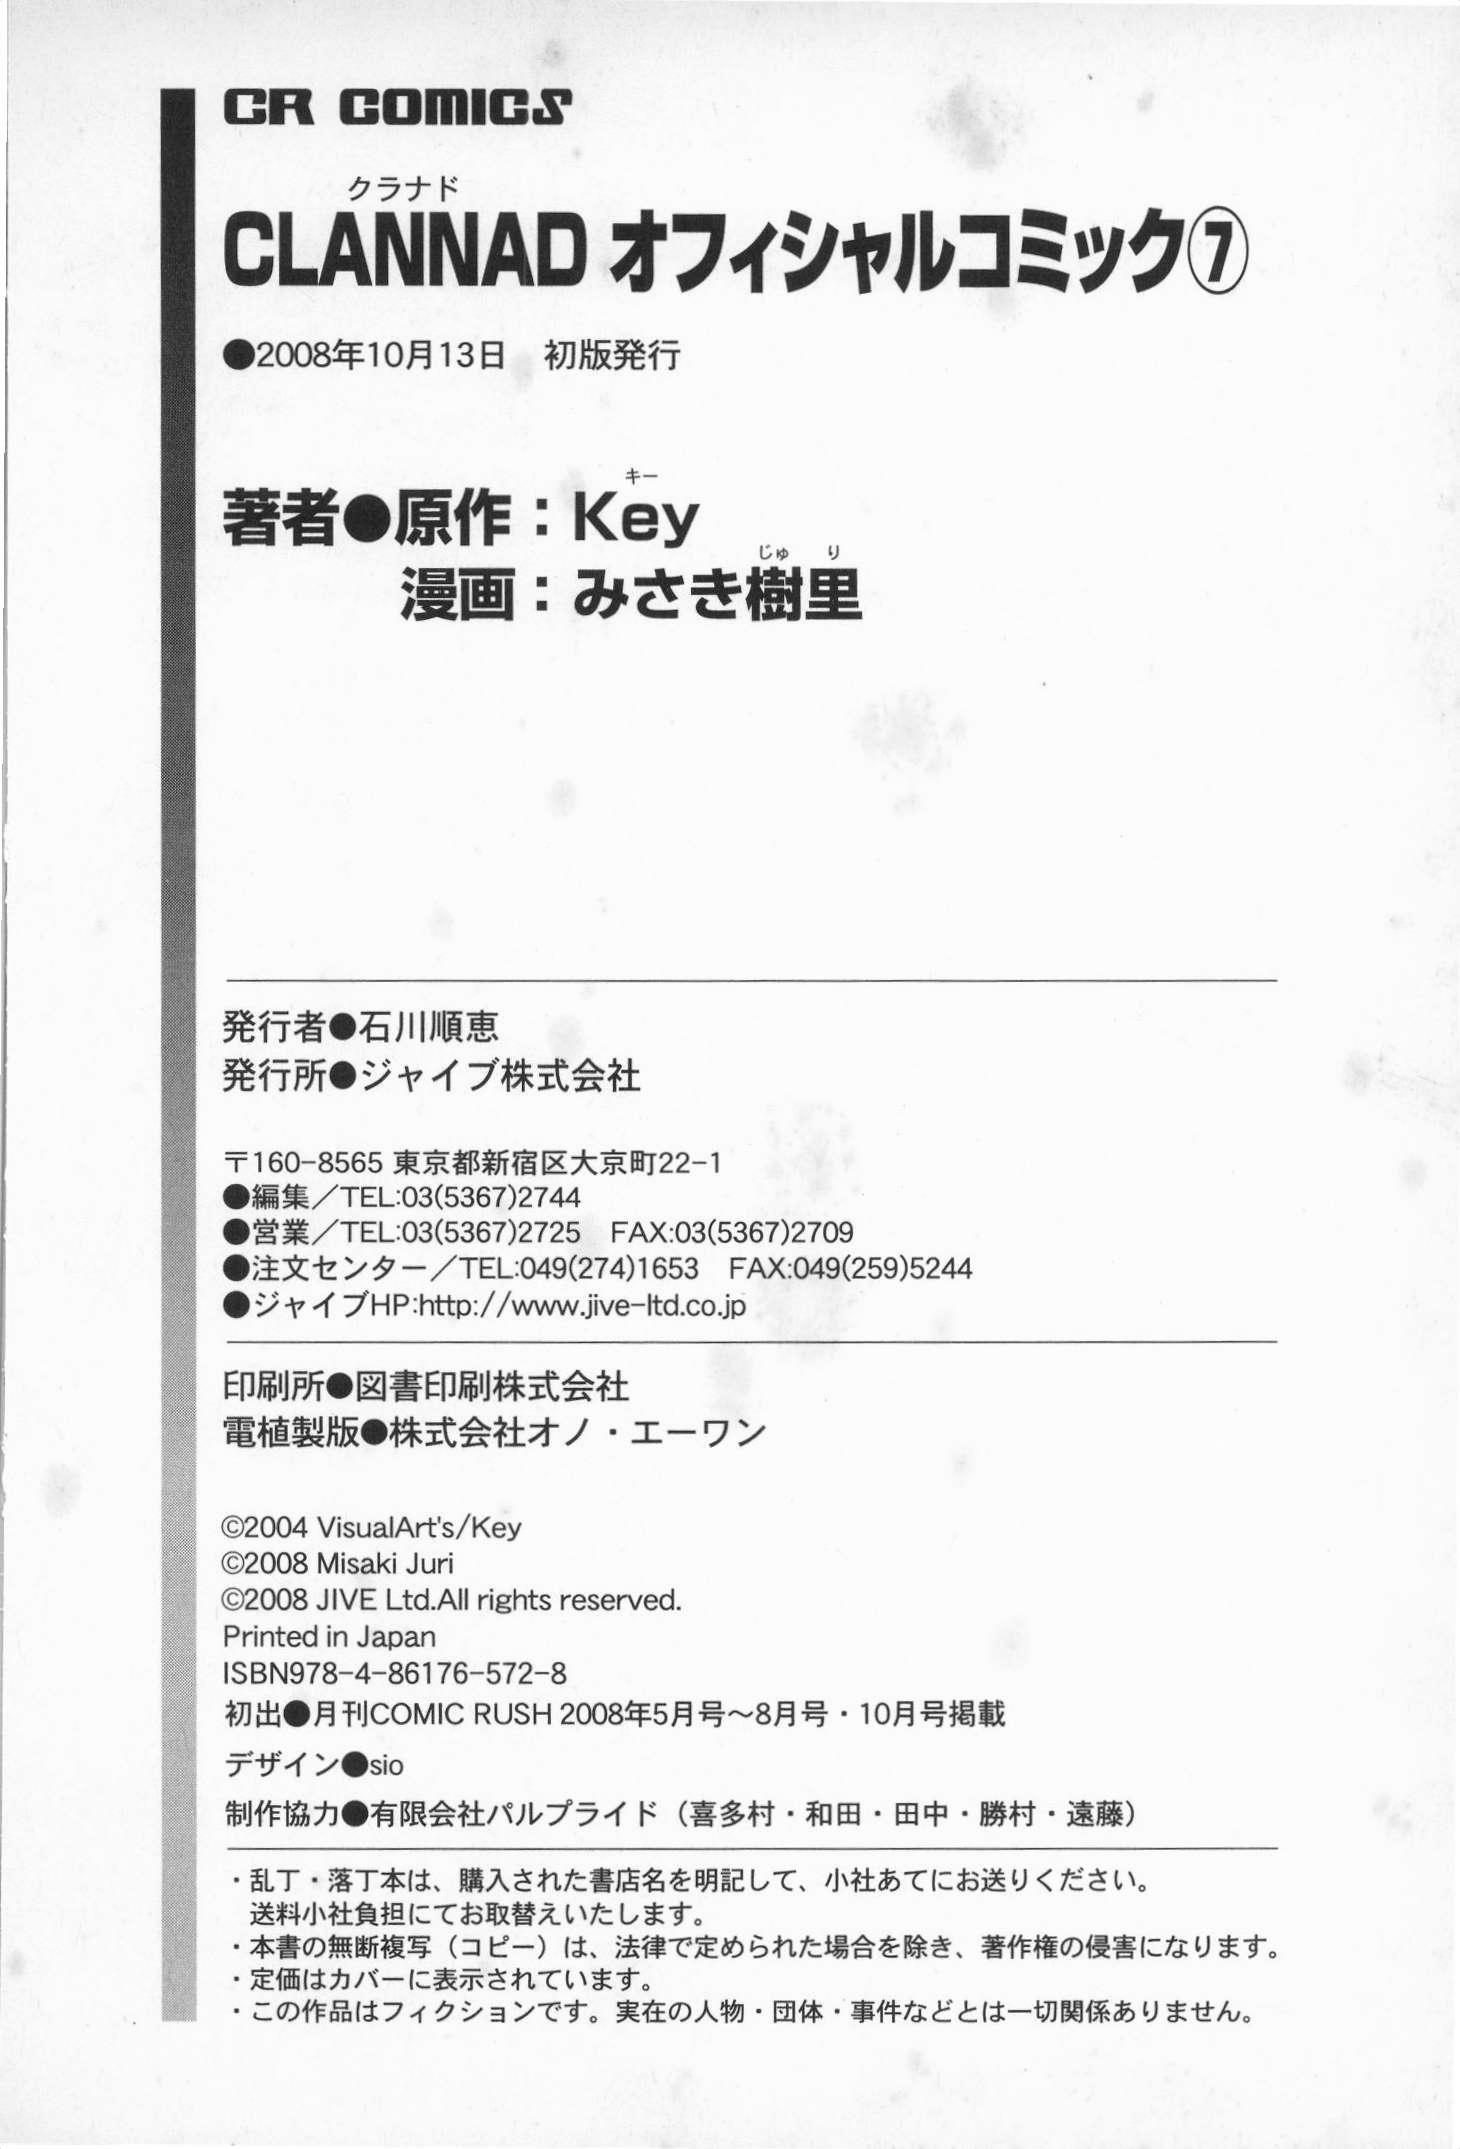 CR COMICS
クラナド
CLANNAD オフィシャルコミック⑦
●2008年10月13日　初版発行
キー
著者●原作：Key
じゅ り
漫画：みさき樹里
発行者●石川順恵
発行所●ジャイブ株式会社
〒160-8565 東京都新宿区大京町22-1
●編集／TEL:03(5367)2744
●営業／TEL:03(5367)2725　FAX:03(5367)2709
●注文センター／TEL:049(274)1653　FAX:049(259)5244
●ジャイブHP:http://www.jive-ltd.co.jp
印刷所●図書印刷株式会社
電植製版●株式会社オノ・エーワン
©2004 VisualArt's/Key
©2008 Misaki Juri
©2008 JIVE Ltd.All rights reserved.
Printed in Japan
ISBN978-4-86176-572-8
初出●月刊COMIC RUSH 2008年5月号～8月号・10月号掲載
デザイン●sio
制作協力●有限会社パルプライド（喜多村・和田・田中・勝村・遠藤）
・乱丁・落丁本は、購入された書店名を明記して、小社あてにお送りください。
送料小社負担にてお取替えいたします。
・本書の無断複写（コピー）は、法律で定められた場合を除き、著作権の侵害になります。
・定価はカバーに表示されています。
・この作品はフィクションです。実在の人物・団体・事件などとは一切関係ありません。